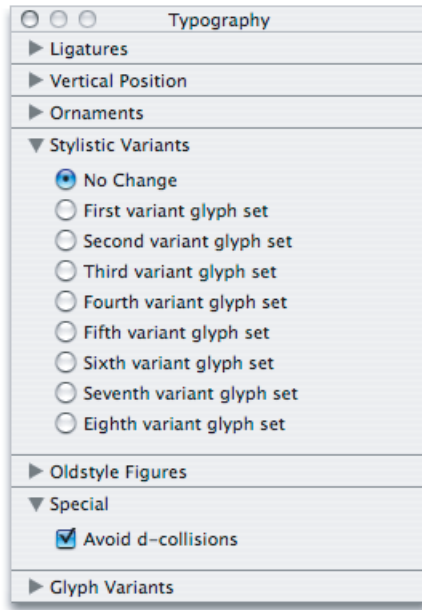 Typography
Ligatures
Vertical Position
Ornaments
Stylistic Variants
No Change
First variant glyph set
Second variant glyph set
Third variant glyph set
Fourth variant glyph set
Fifth variant glyph set
Sixth variant glyph set
Seventh variant glyph set
Eighth variant glyph set
Oldstyle Figures
Special
Avoid d-collisions
Glyph Variants